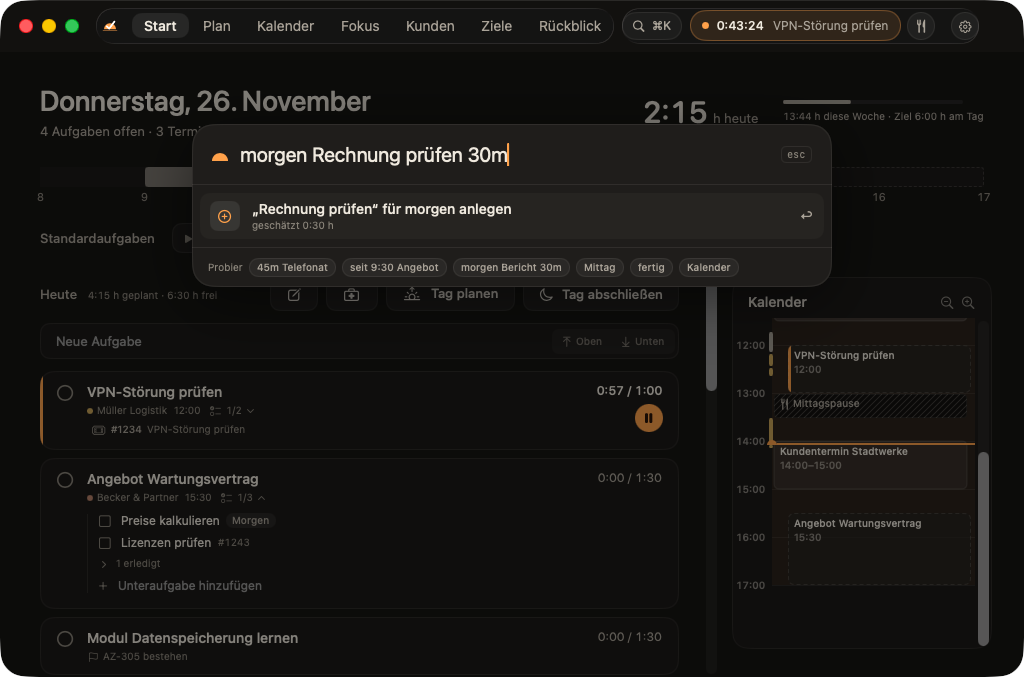 Start Plan Kalender Fokus Kunden Ziele Rückblick ⌘K 0:43:24 VPN-Störung prüfen
Donnerstag, 26. November
4 Aufgaben offen · 3 Termi
2:15 h heute
13:44 h diese Woche · Ziel 6:00 h am Tag
morgen Rechnung prüfen 30m
esc
„Rechnung prüfen“ für morgen anlegen
geschätzt 0:30 h
Probier 45m Telefonat seit 9:30 Angebot morgen Bericht 30m Mittag fertig Kalender
8 9 16 17
Standardaufgaben
Heute 4:15 h geplant · 6:30 h frei
Tag planen
Tag abschließen
Neue Aufgabe
Oben Unten
VPN-Störung prüfen
0:57 / 1:00
Müller Logistik 12:00 1/2
#1234 VPN-Störung prüfen
Angebot Wartungsvertrag
0:00 / 1:30
Becker & Partner 15:30 1/3
Preise kalkulieren Morgen
Lizenzen prüfen #1243
1 erledigt
Unteraufgabe hinzufügen
Modul Datenspeicherung lernen
0:00 / 1:30
AZ-305 bestehen
Kalender
12:00
VPN-Störung prüfen
12:00
13:00
Mittagspause
14:00
Kundentermin Stadtwerke
14:00–15:00
15:00
Angebot Wartungsvertrag
15:30
16:00
17:00